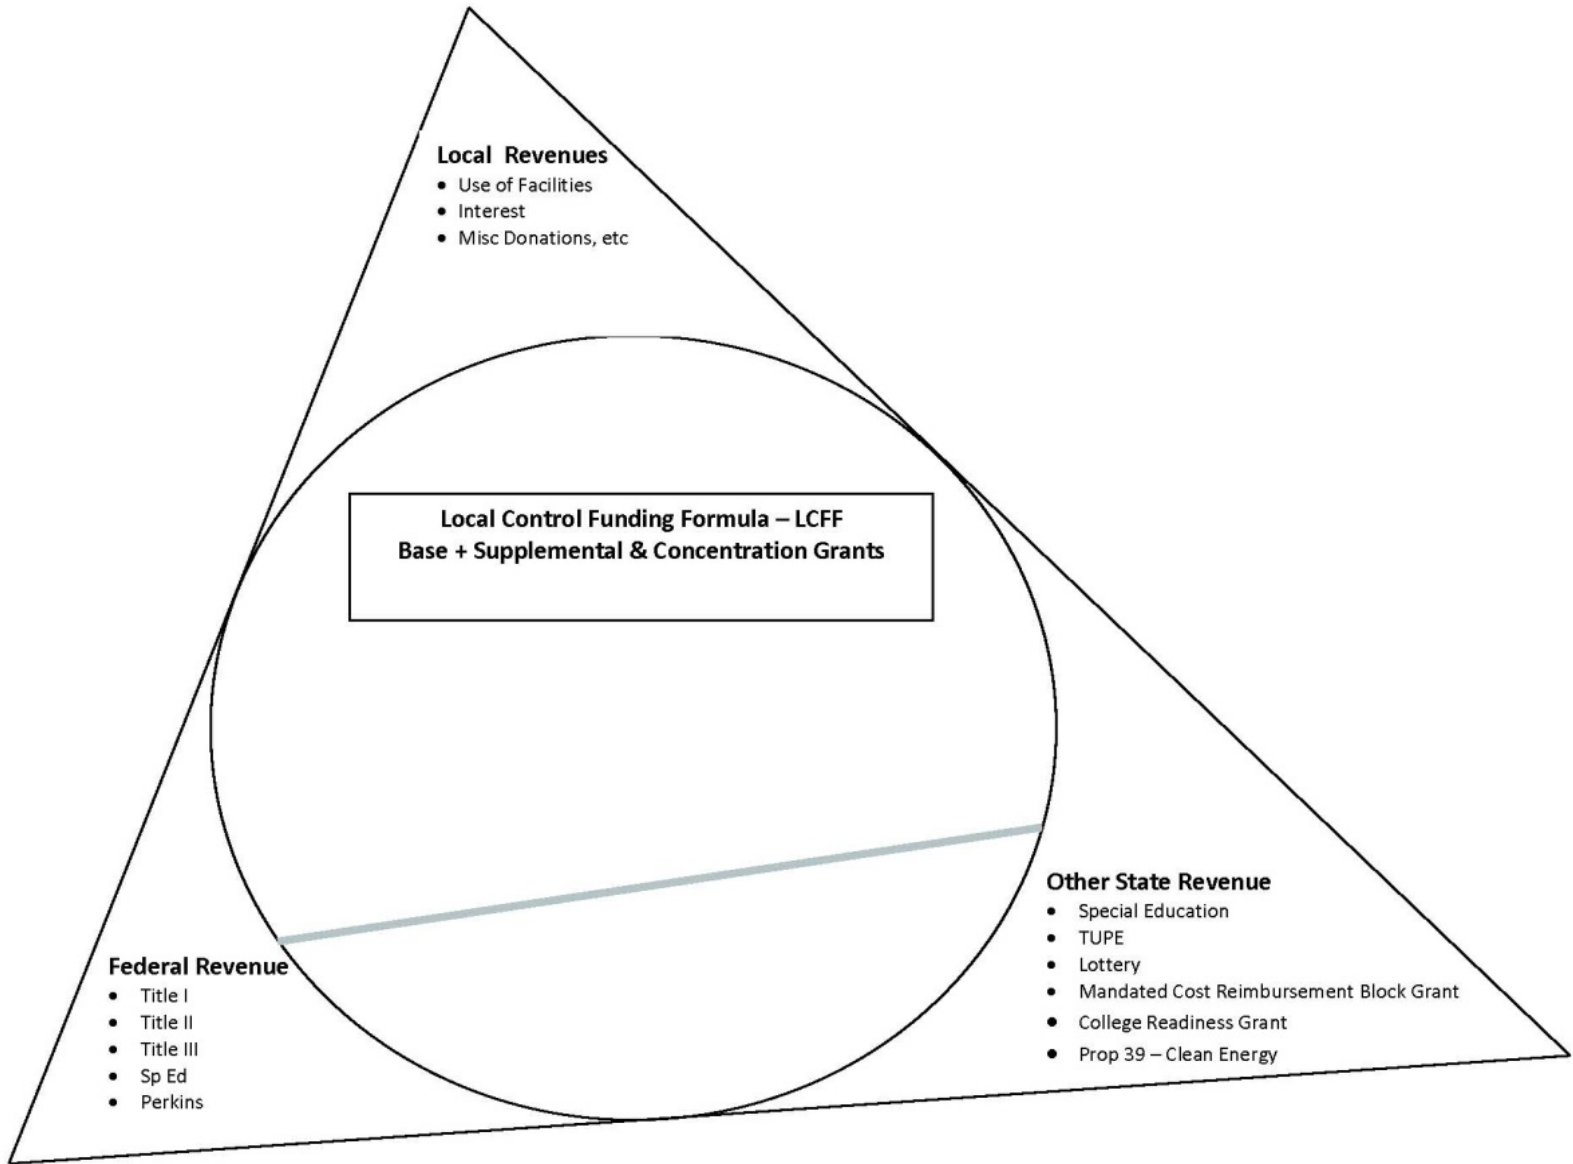 Local Revenues
• Use of Facilities
• Interest
• Misc Donations, etc
Local Control Funding Formula – LCFF
Base + Supplemental & Concentration Grants
Other State Revenue
• Special Education
• TUPE
• Lottery
• Mandated Cost Reimbursement Block Grant
• College Readiness Grant
• Prop 39 – Clean Energy
Federal Revenue
• Title I
• Title II
• Title III
• Sp Ed
• Perkins